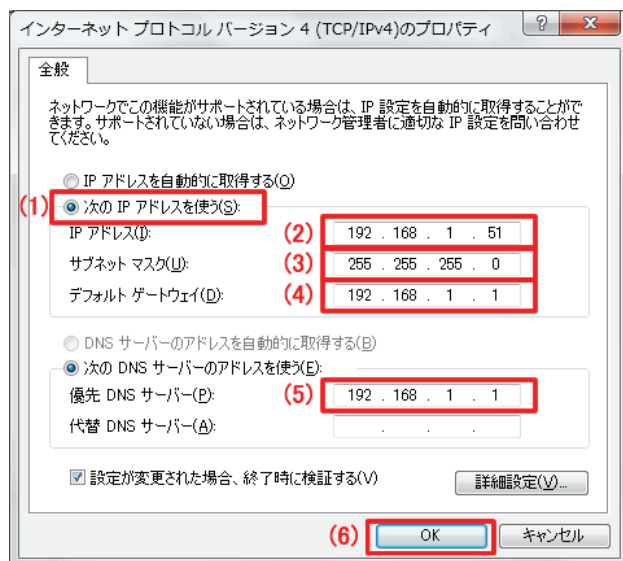 インターネット プロトコル バージョン 4 (TCP/IPv4)のプロパティ
全般
ネットワークでこの機能がサポートされている場合は、IP 設定を自動的に取得することがで
きます。サポートされていない場合は、ネットワーク管理者に適切な IP 設定を問い合わせ
てください。
IP アドレスを自動的に取得する(O)
(1) 次の IP アドレスを使う(S):
IP アドレス(I): (2) 192 . 168 . 1 . 51
サブネット マスク(U): (3) 255 . 255 . 255 . 0
デフォルト ゲートウェイ(D): (4) 192 . 168 . 1 . 1
DNS サーバーのアドレスを自動的に取得する(B)
次の DNS サーバーのアドレスを使う(E):
優先 DNS サーバー(P): (5) 192 . 168 . 1 . 1
代替 DNS サーバー(A): . . .
設定が変更された場合、終了時に検証する(V)
詳細設定(V)...
(6) OK キャンセル